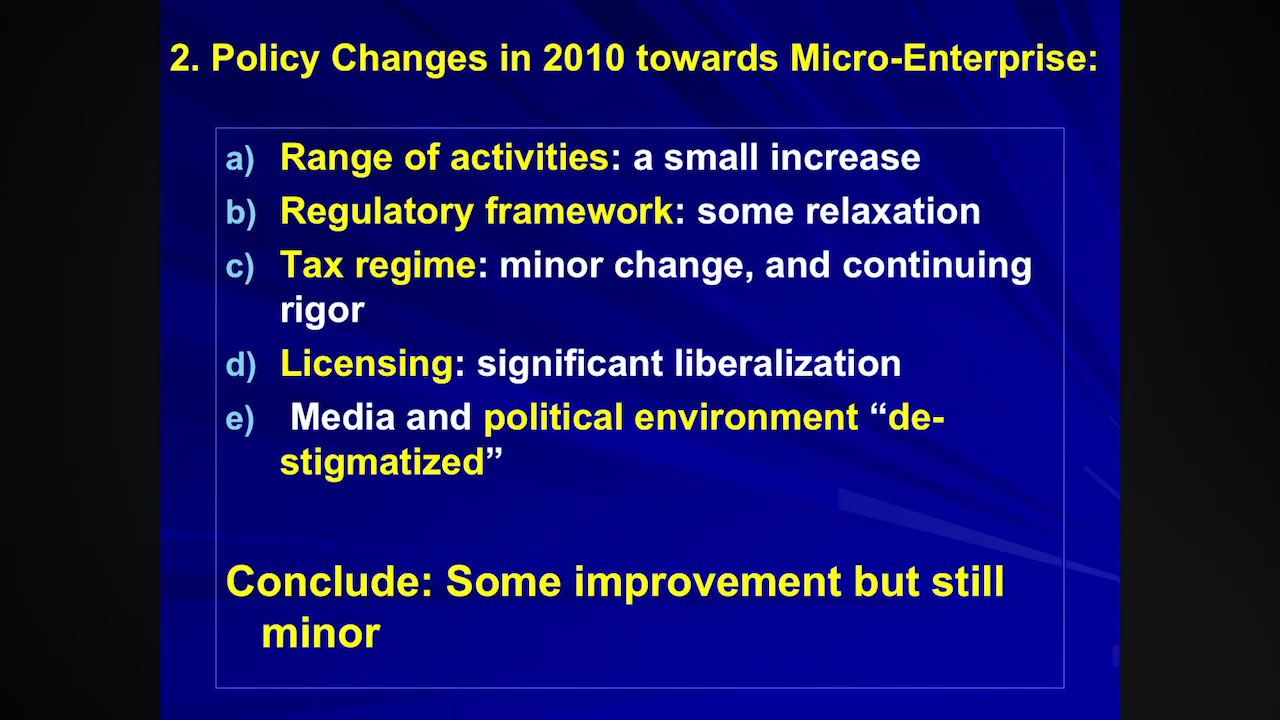 2. Policy Changes in 2010 towards Micro-Enterprise:
a) Range of activities: a small increase
b) Regulatory framework: some relaxation
c) Tax regime: minor change, and continuing
rigor
d) Licensing: significant liberalization
e) Media and political environment “de-
stigmatized”
Conclude: Some improvement but still
minor